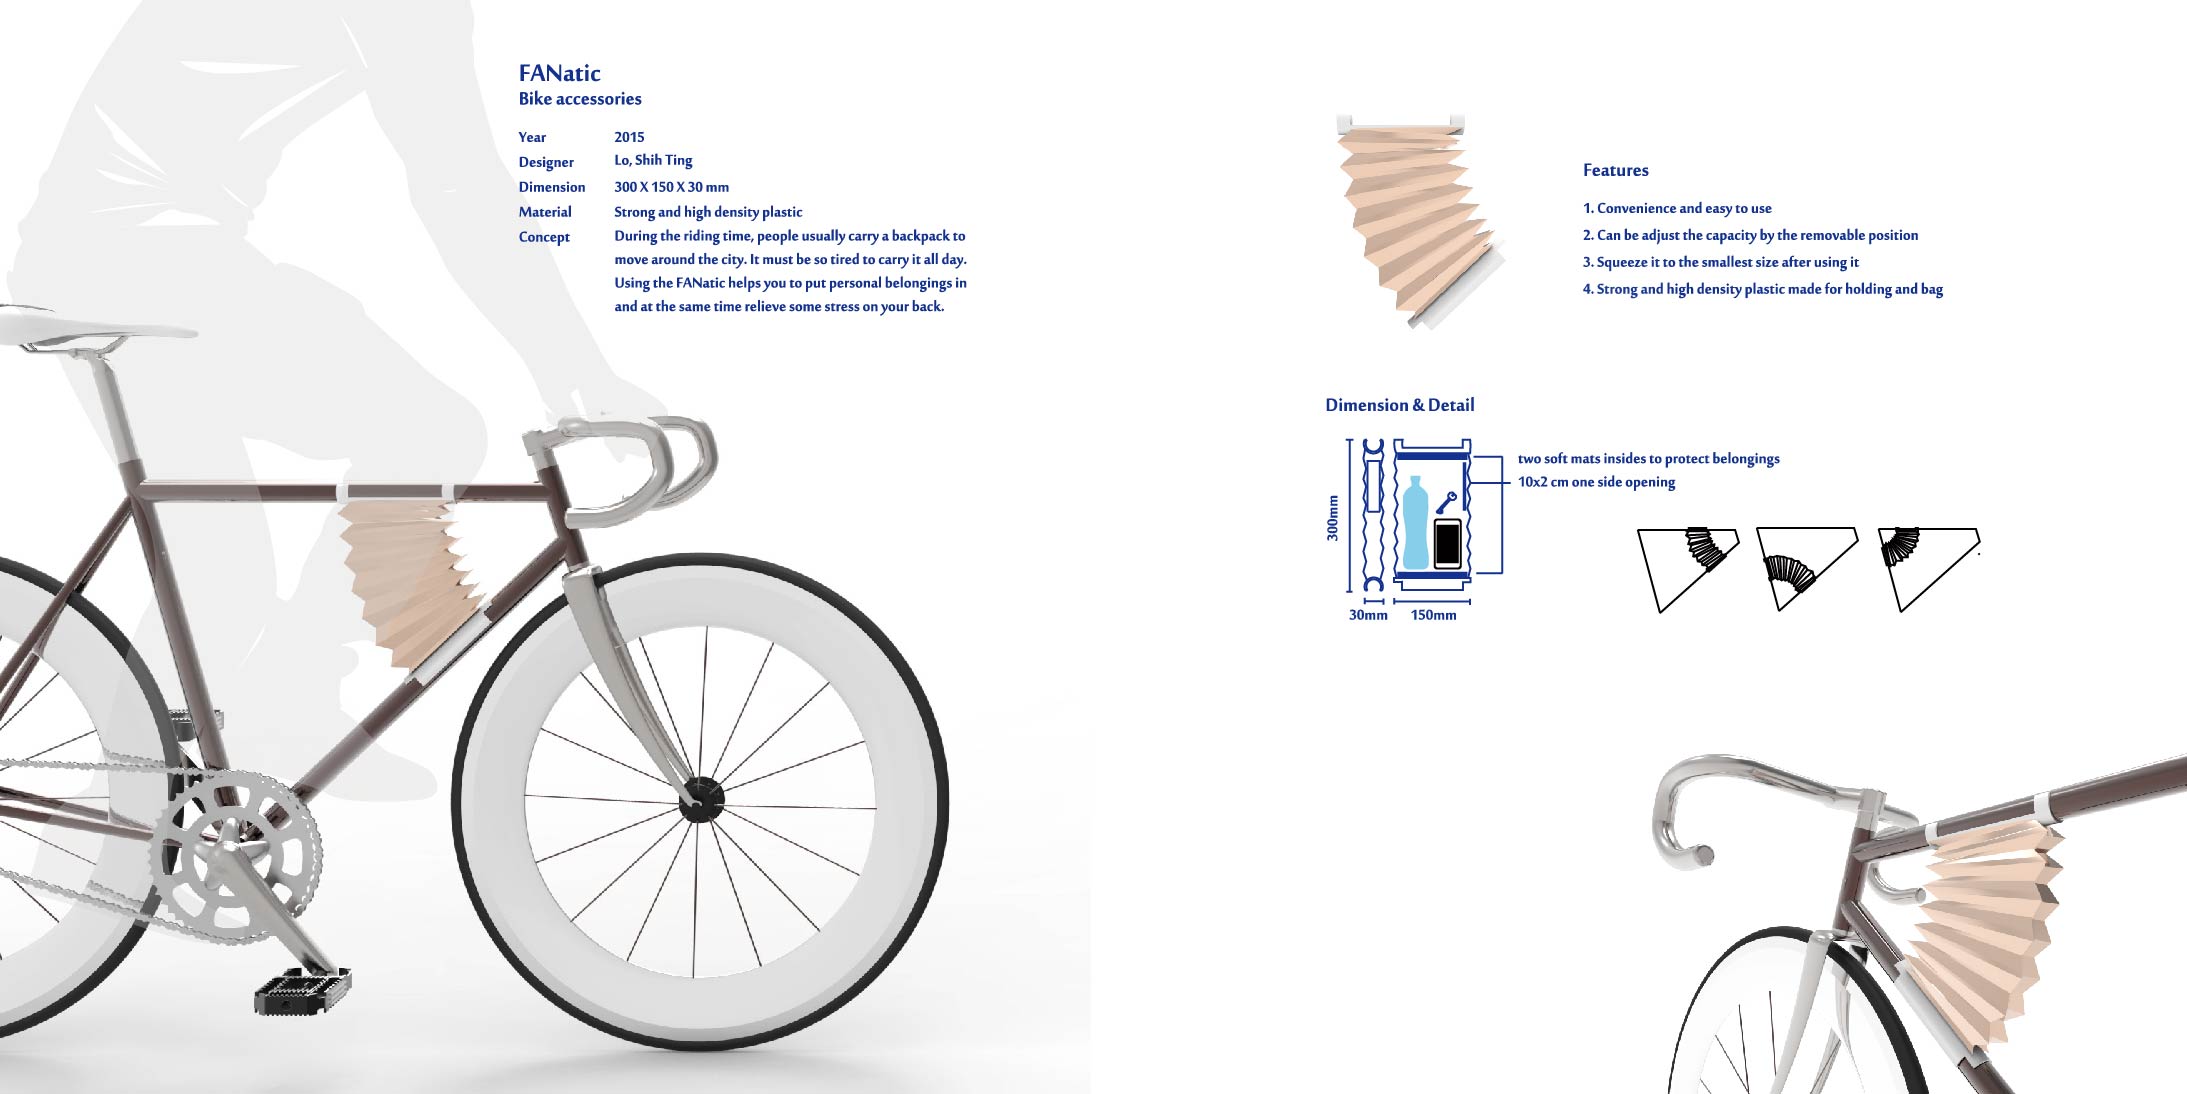 FANatic
Bike accessories
Year 2015
Designer Lo, Shih Ting
Dimension 300 X 150 X 30 mm
Material Strong and high density plastic
Concept During the riding time, people usually carry a backpack to
move around the city. It must be so tired to carry it all day.
Using the FANatic helps you to put personal belongings in
and at the same time relieve some stress on your back.
Features
1. Convenience and easy to use
2. Can be adjust the capacity by the removable position
3. Squeeze it to the smallest size after using it
4. Strong and high density plastic made for holding and bag
Dimension & Detail
two soft mats insides to protect belongings
10x2 cm one side opening
300mm
30mm 150mm